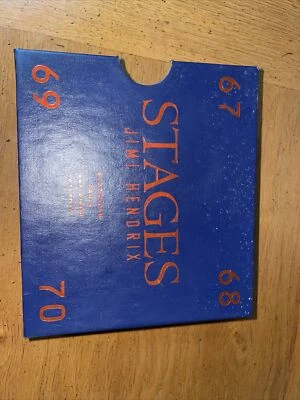 67 68
STAGES
JIMI HENDRIX
69 70